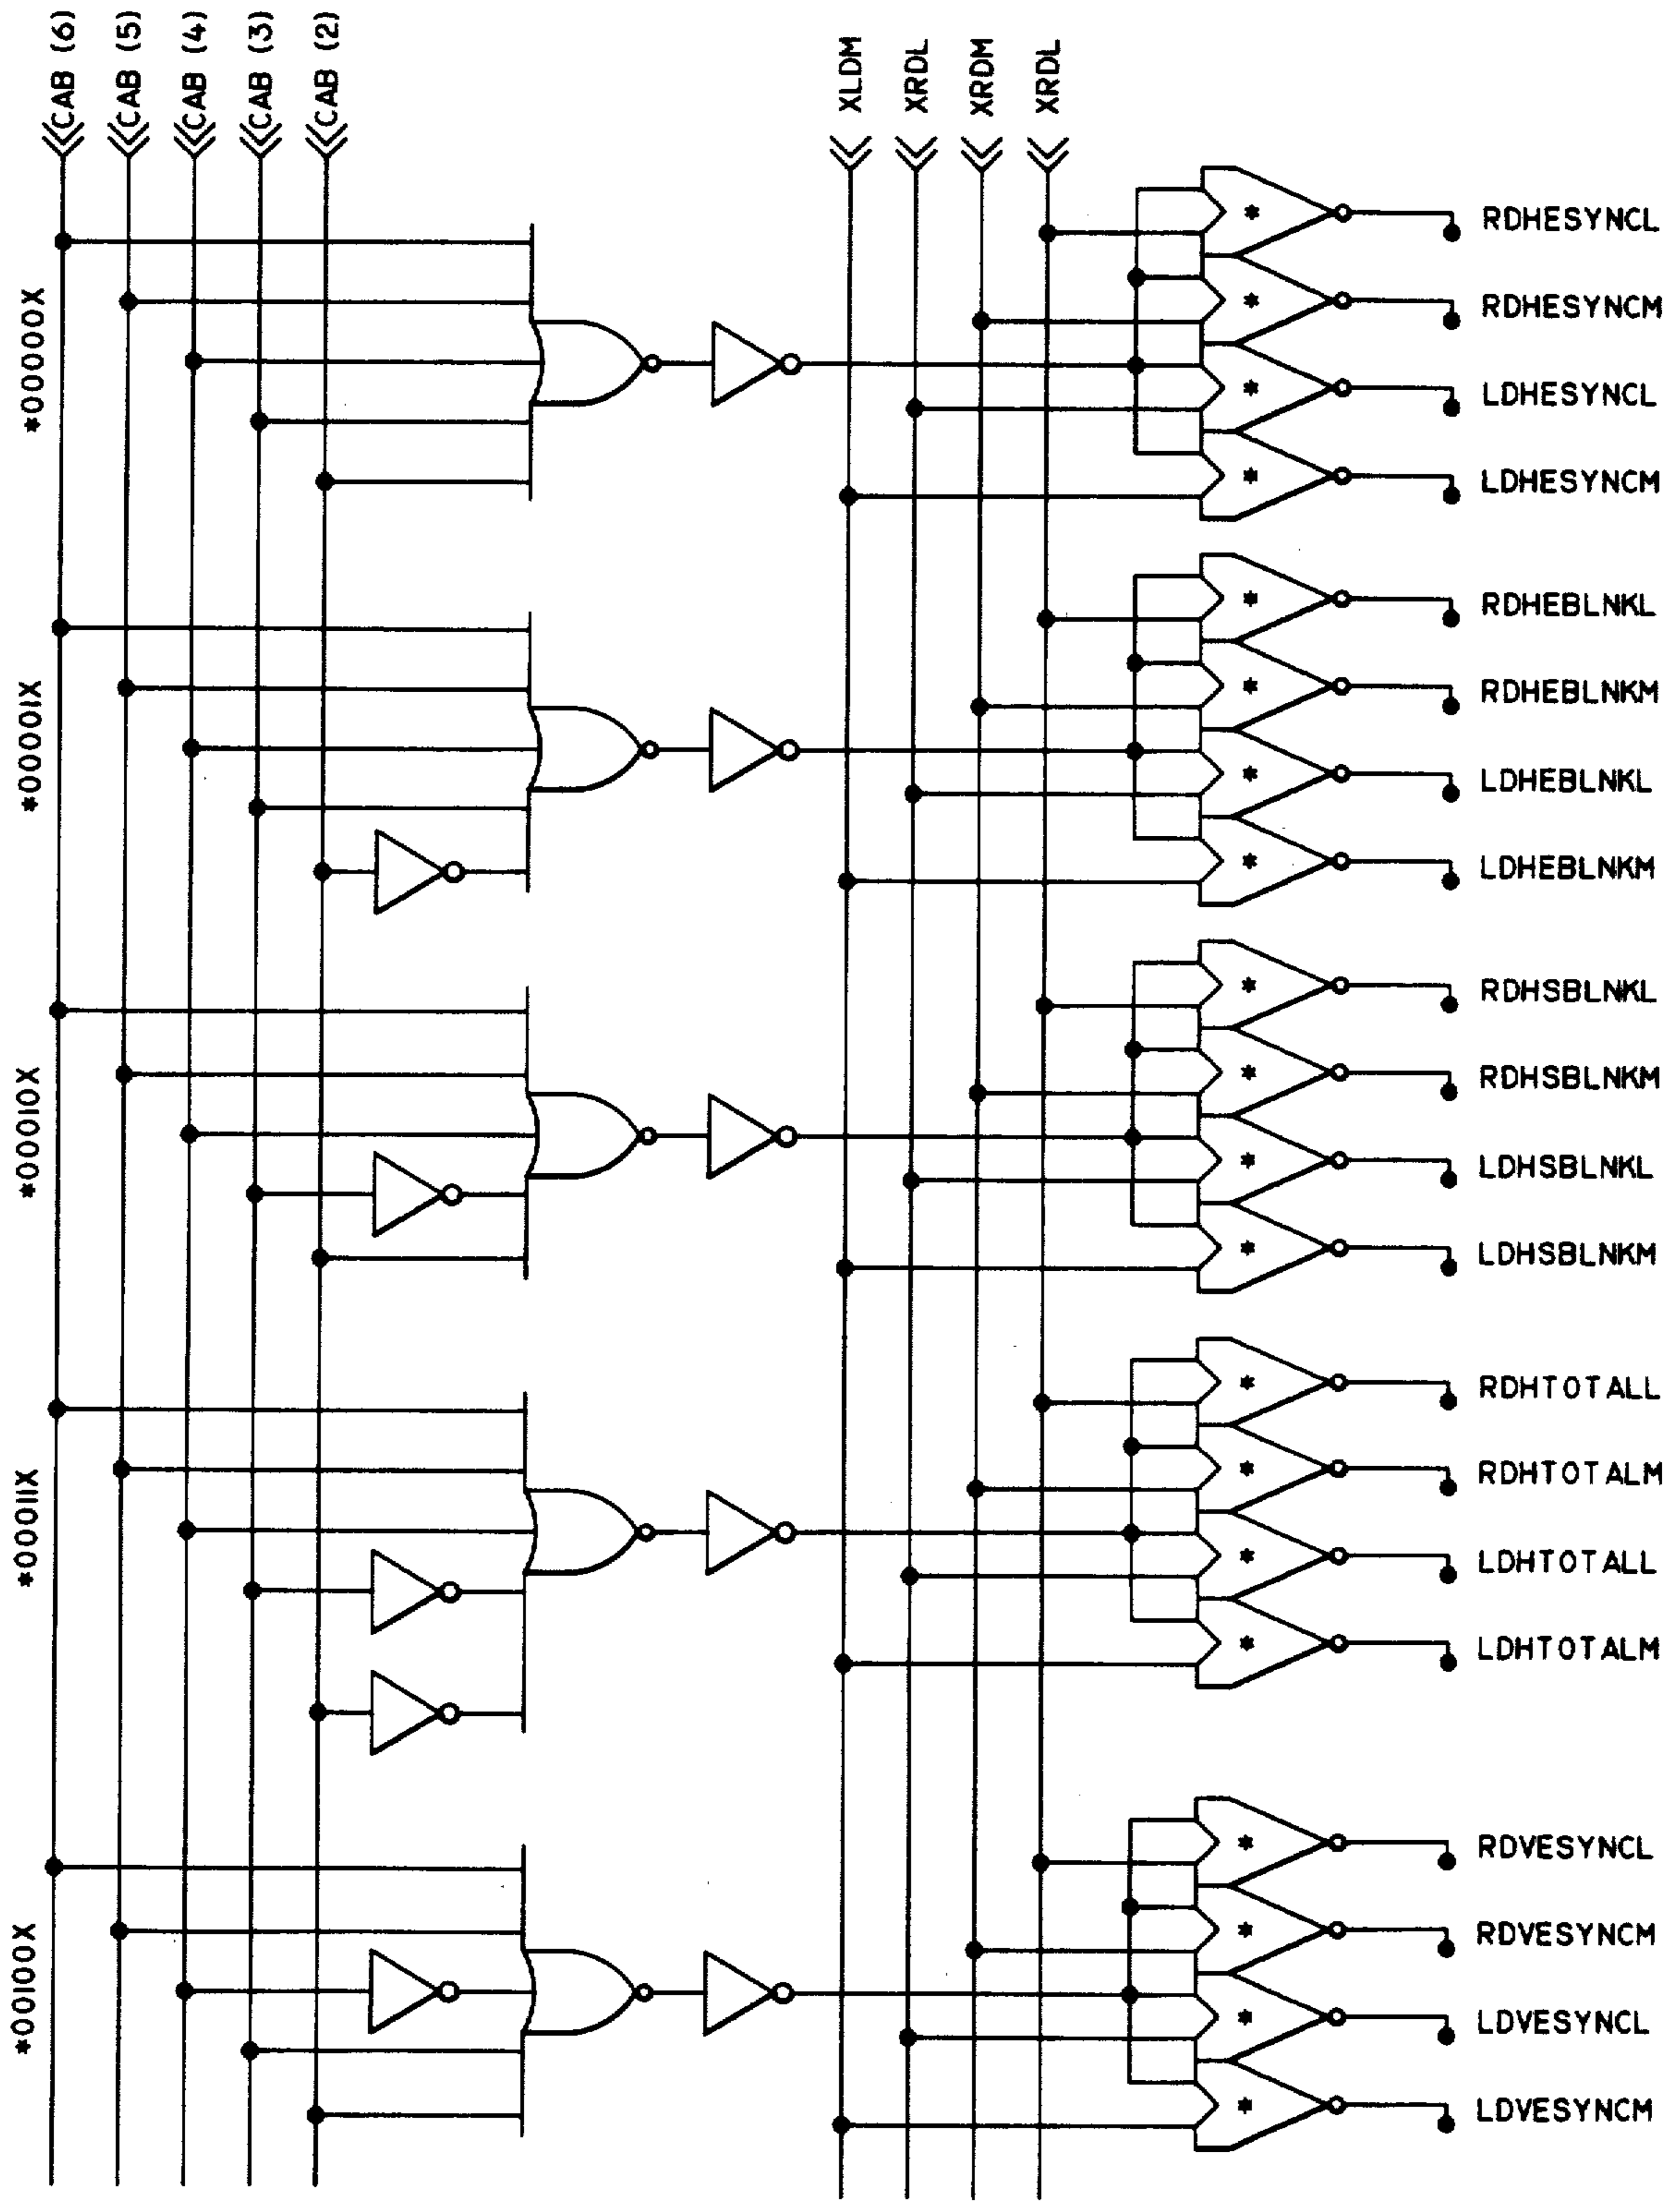 CAB (6)
CAB (5)
CAB (4)
CAB (3)
CAB (2)
XLDM
XRDL
XRDM
XRDL
*00000X
*00001X
*00010X
*00011X
*00100X
*
RDHESYNCL
*
RDHESYNCM
*
LDHESYNCL
*
LDHESYNCM
*
RDHEBLNKL
*
RDHEBLNKM
*
LDHEBLNKL
*
LDHEBLNKM
*
RDHSBLNKL
*
RDHSBLNKM
*
LDHSBLNKL
*
LDHSBLNKM
*
RDHTOTALL
*
RDHTOTALM
*
LDHTOTALL
*
LDHTOTALM
*
RDVESYNCL
*
RDVESYNCM
*
LDVESYNCL
*
LDVESYNCM